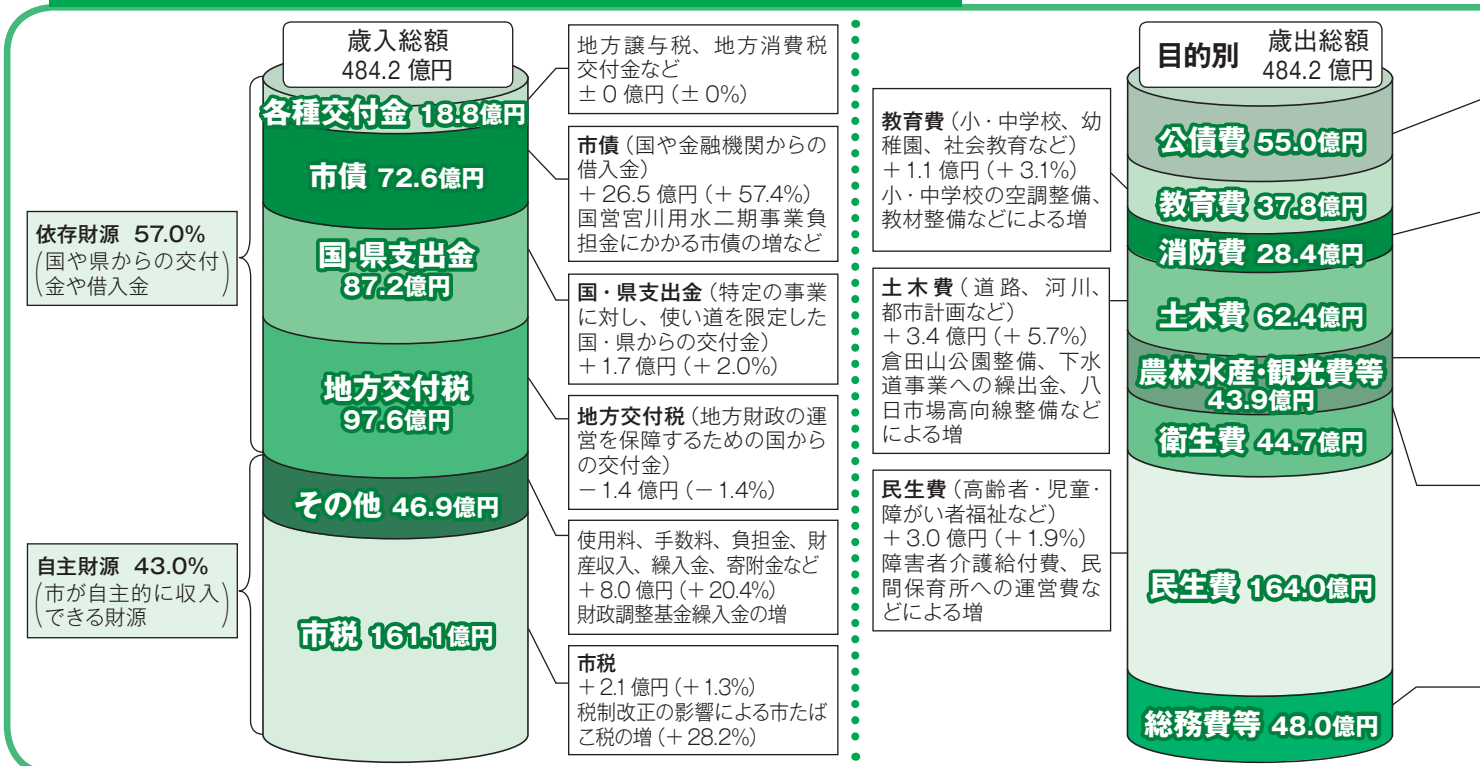 歳入総額
484.2 億円
各種交付金 18.8億円
市債 72.6億円
国・県支出金
87.2億円
地方交付税
97.6億円
その他 46.9億円
市税 161.1億円
依存財源 57.0%
(国や県からの交付
金や借入金)
自主財源 43.0%
(市が自主的に収入
できる財源)
地方譲与税、地方消費税
交付金など
± 0 億円 (± 0%)
市債 (国や金融機関からの
借入金)
+ 26.5 億円 (+ 57.4%)
国営宮川用水二期事業負
担金にかかる市債の増など
国・県支出金 (特定の事業
に対し、使い道を限定した
国・県からの交付金)
+ 1.7 億円 (+ 2.0%)
地方交付税 (地方財政の運
営を保障するための国から
の交付金)
− 1.4 億円 (− 1.4%)
使用料、手数料、負担金、財
産収入、繰入金、寄附金など
+ 8.0 億円 (+ 20.4%)
財政調整基金繰入金の増
市税
+ 2.1 億円 (+ 1.3%)
税制改正の影響による市たば
こ税の増 (+ 28.2%)
目的別 歳出総額
484.2 億円
公債費 55.0億円
教育費 37.8億円
消防費 28.4億円
土木費 62.4億円
農林水産・観光費等
43.9億円
衛生費 44.7億円
民生費 164.0億円
総務費等 48.0億円
教育費 (小・中学校、幼
稚園、社会教育など)
+ 1.1 億円 (+ 3.1%)
小・中学校の空調整備、
教材整備などによる増
土木費 (道路、河川、
都市計画など)
+ 3.4 億円 (+ 5.7%)
倉田山公園整備、下水
道事業への繰出金、八
日市場高向線整備など
による増
民生費 (高齢者・児童・
障がい者福祉など)
+ 3.0 億円 (+ 1.9%)
障害者介護給付費、民
間保育所への運営費な
どによる増